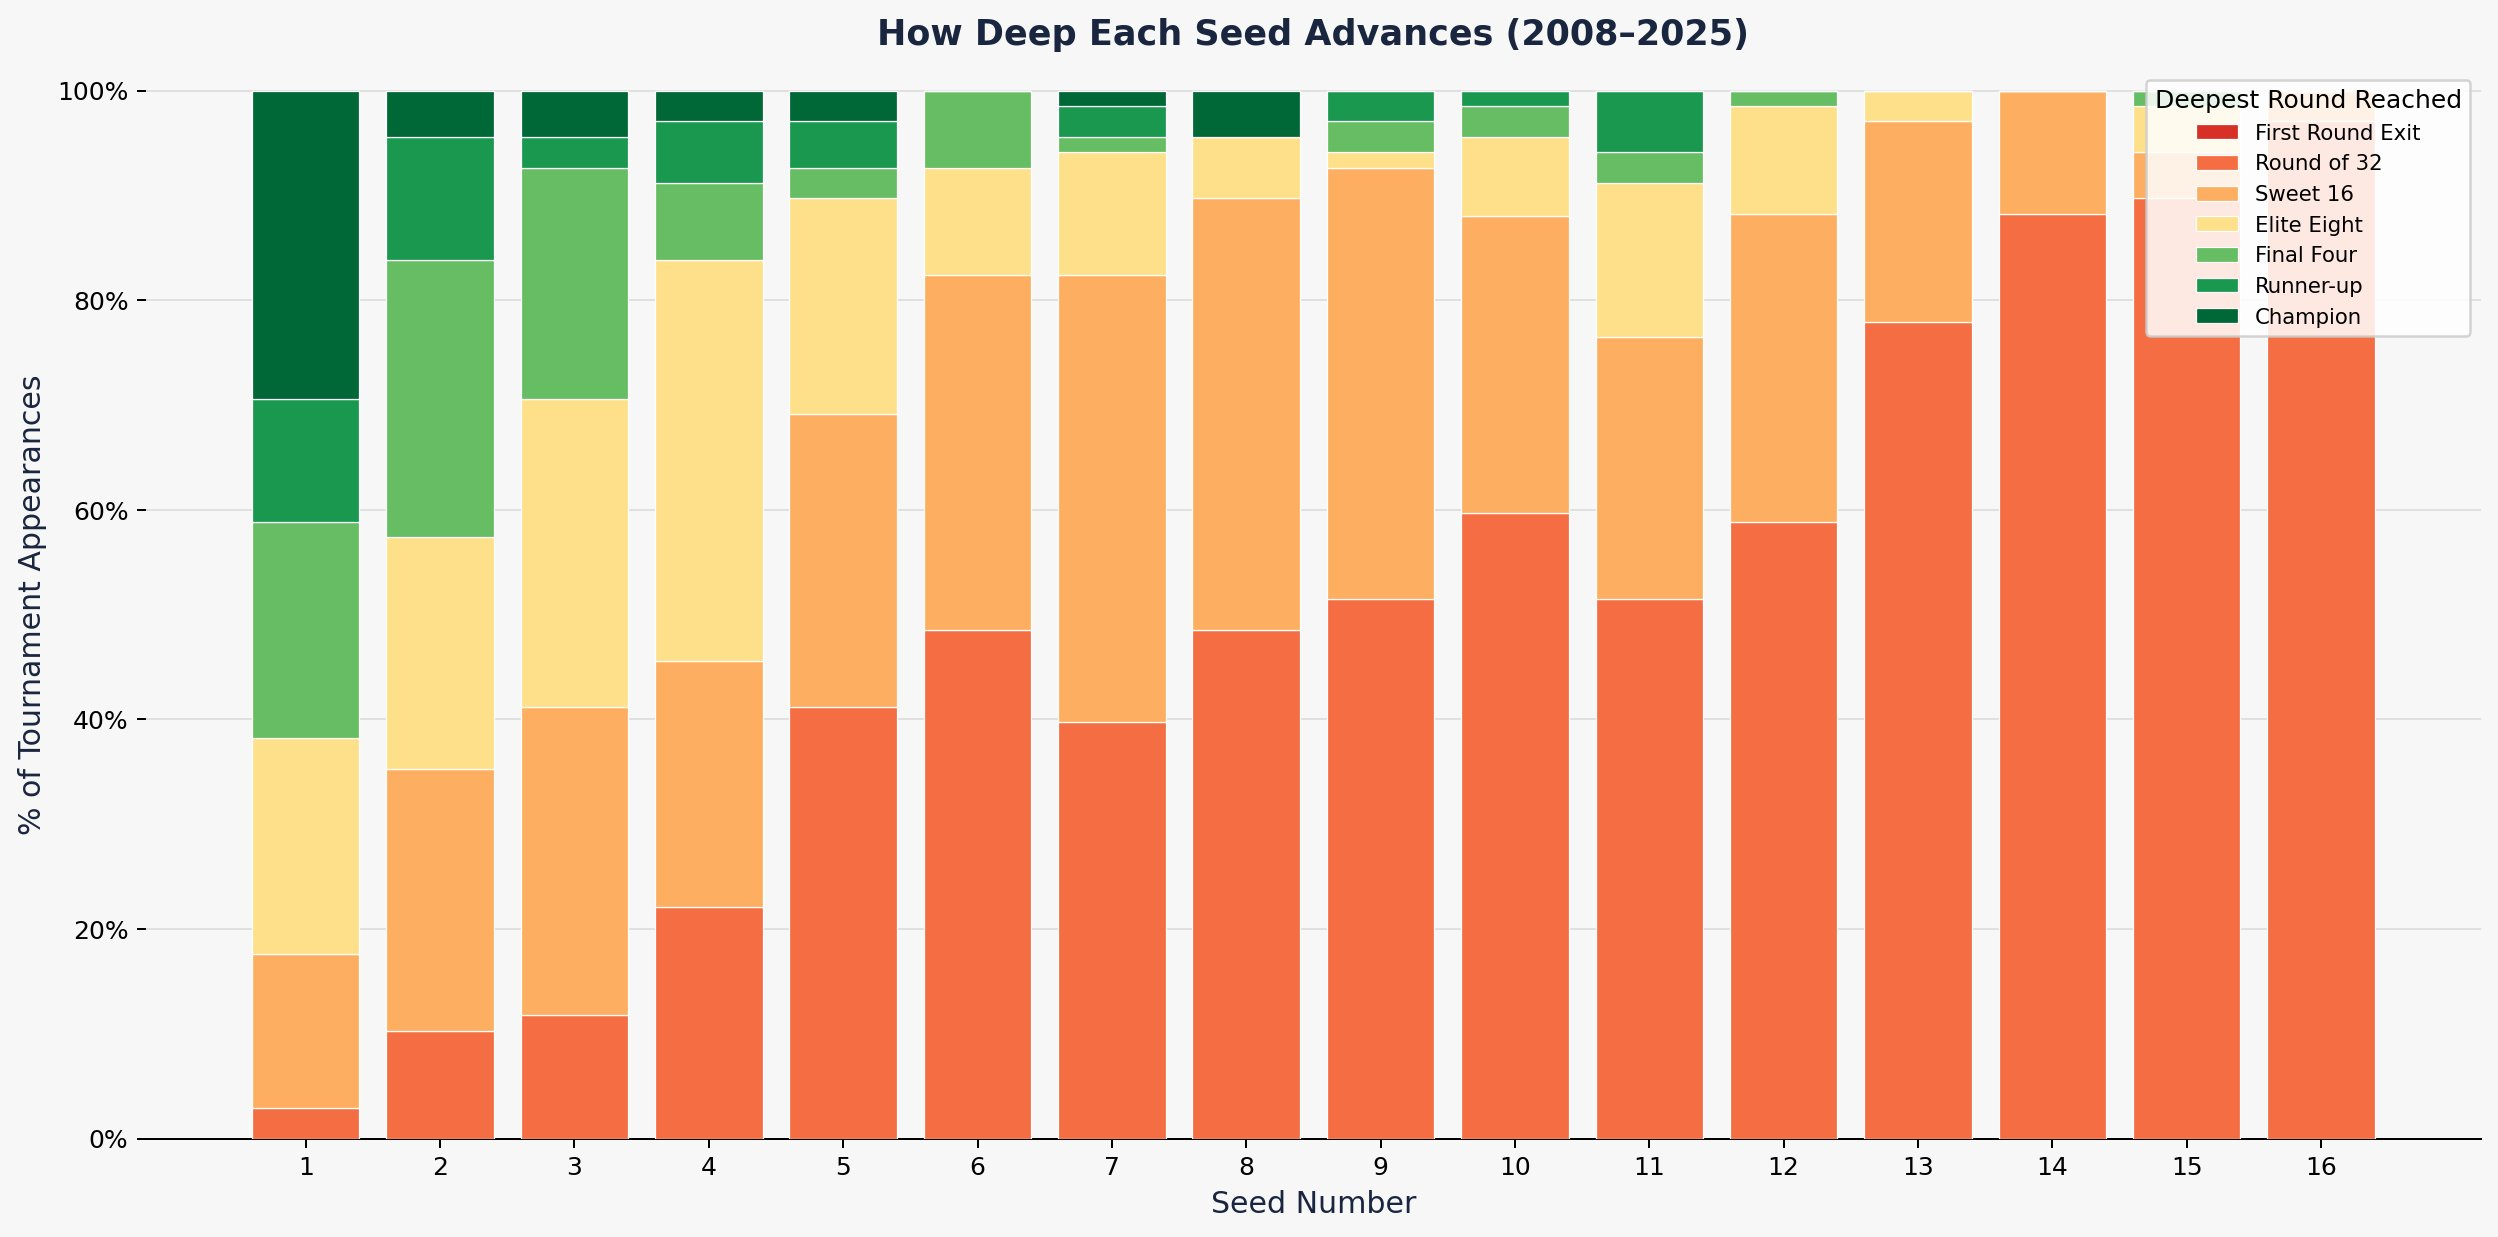 How Deep Each Seed Advances (2008–2025)
% of Tournament Appearances
100%
80%
60%
40%
20%
0%
Deepest Round Reached
First Round Exit
Round of 32
Sweet 16
Elite Eight
Final Four
Runner-up
Champion
1 2 3 4 5 6 7 8 9 10 11 12 13 14 15 16
Seed Number